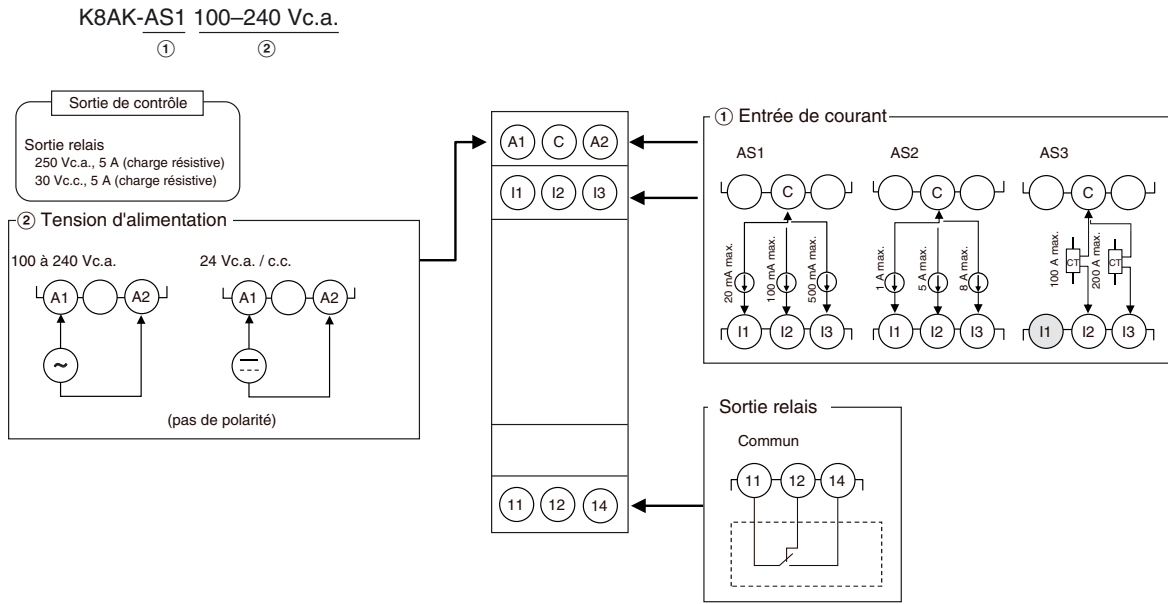 K8AK-AS1 100–240 Vc.a.
① ②
Sortie de contrôle
Sortie relais
250 Vc.a., 5 A (charge résistive)
30 Vc.c., 5 A (charge résistive)
② Tension d'alimentation
100 à 240 Vc.a.
24 Vc.a. / c.c.
A1 A2
A1 A2
~
(pas de polarité)
A1 C A2
I1 I2 I3
11 12 14
① Entrée de courant
AS1
C
20 mA max.
100 mA max.
500 mA max.
I1 I2 I3
AS2
C
1 A max.
5 A max.
8 A max.
I1 I2 I3
AS3
C
100 A max.
CT
200 A max.
CT
I1 I2 I3
Sortie relais
Commun
11 12 14